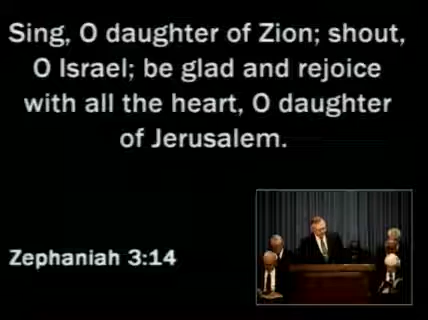 Sing, O daughter of Zion; shout,
O Israel; be glad and rejoice
with all the heart, O daughter
of Jerusalem.
Zephaniah 3:14